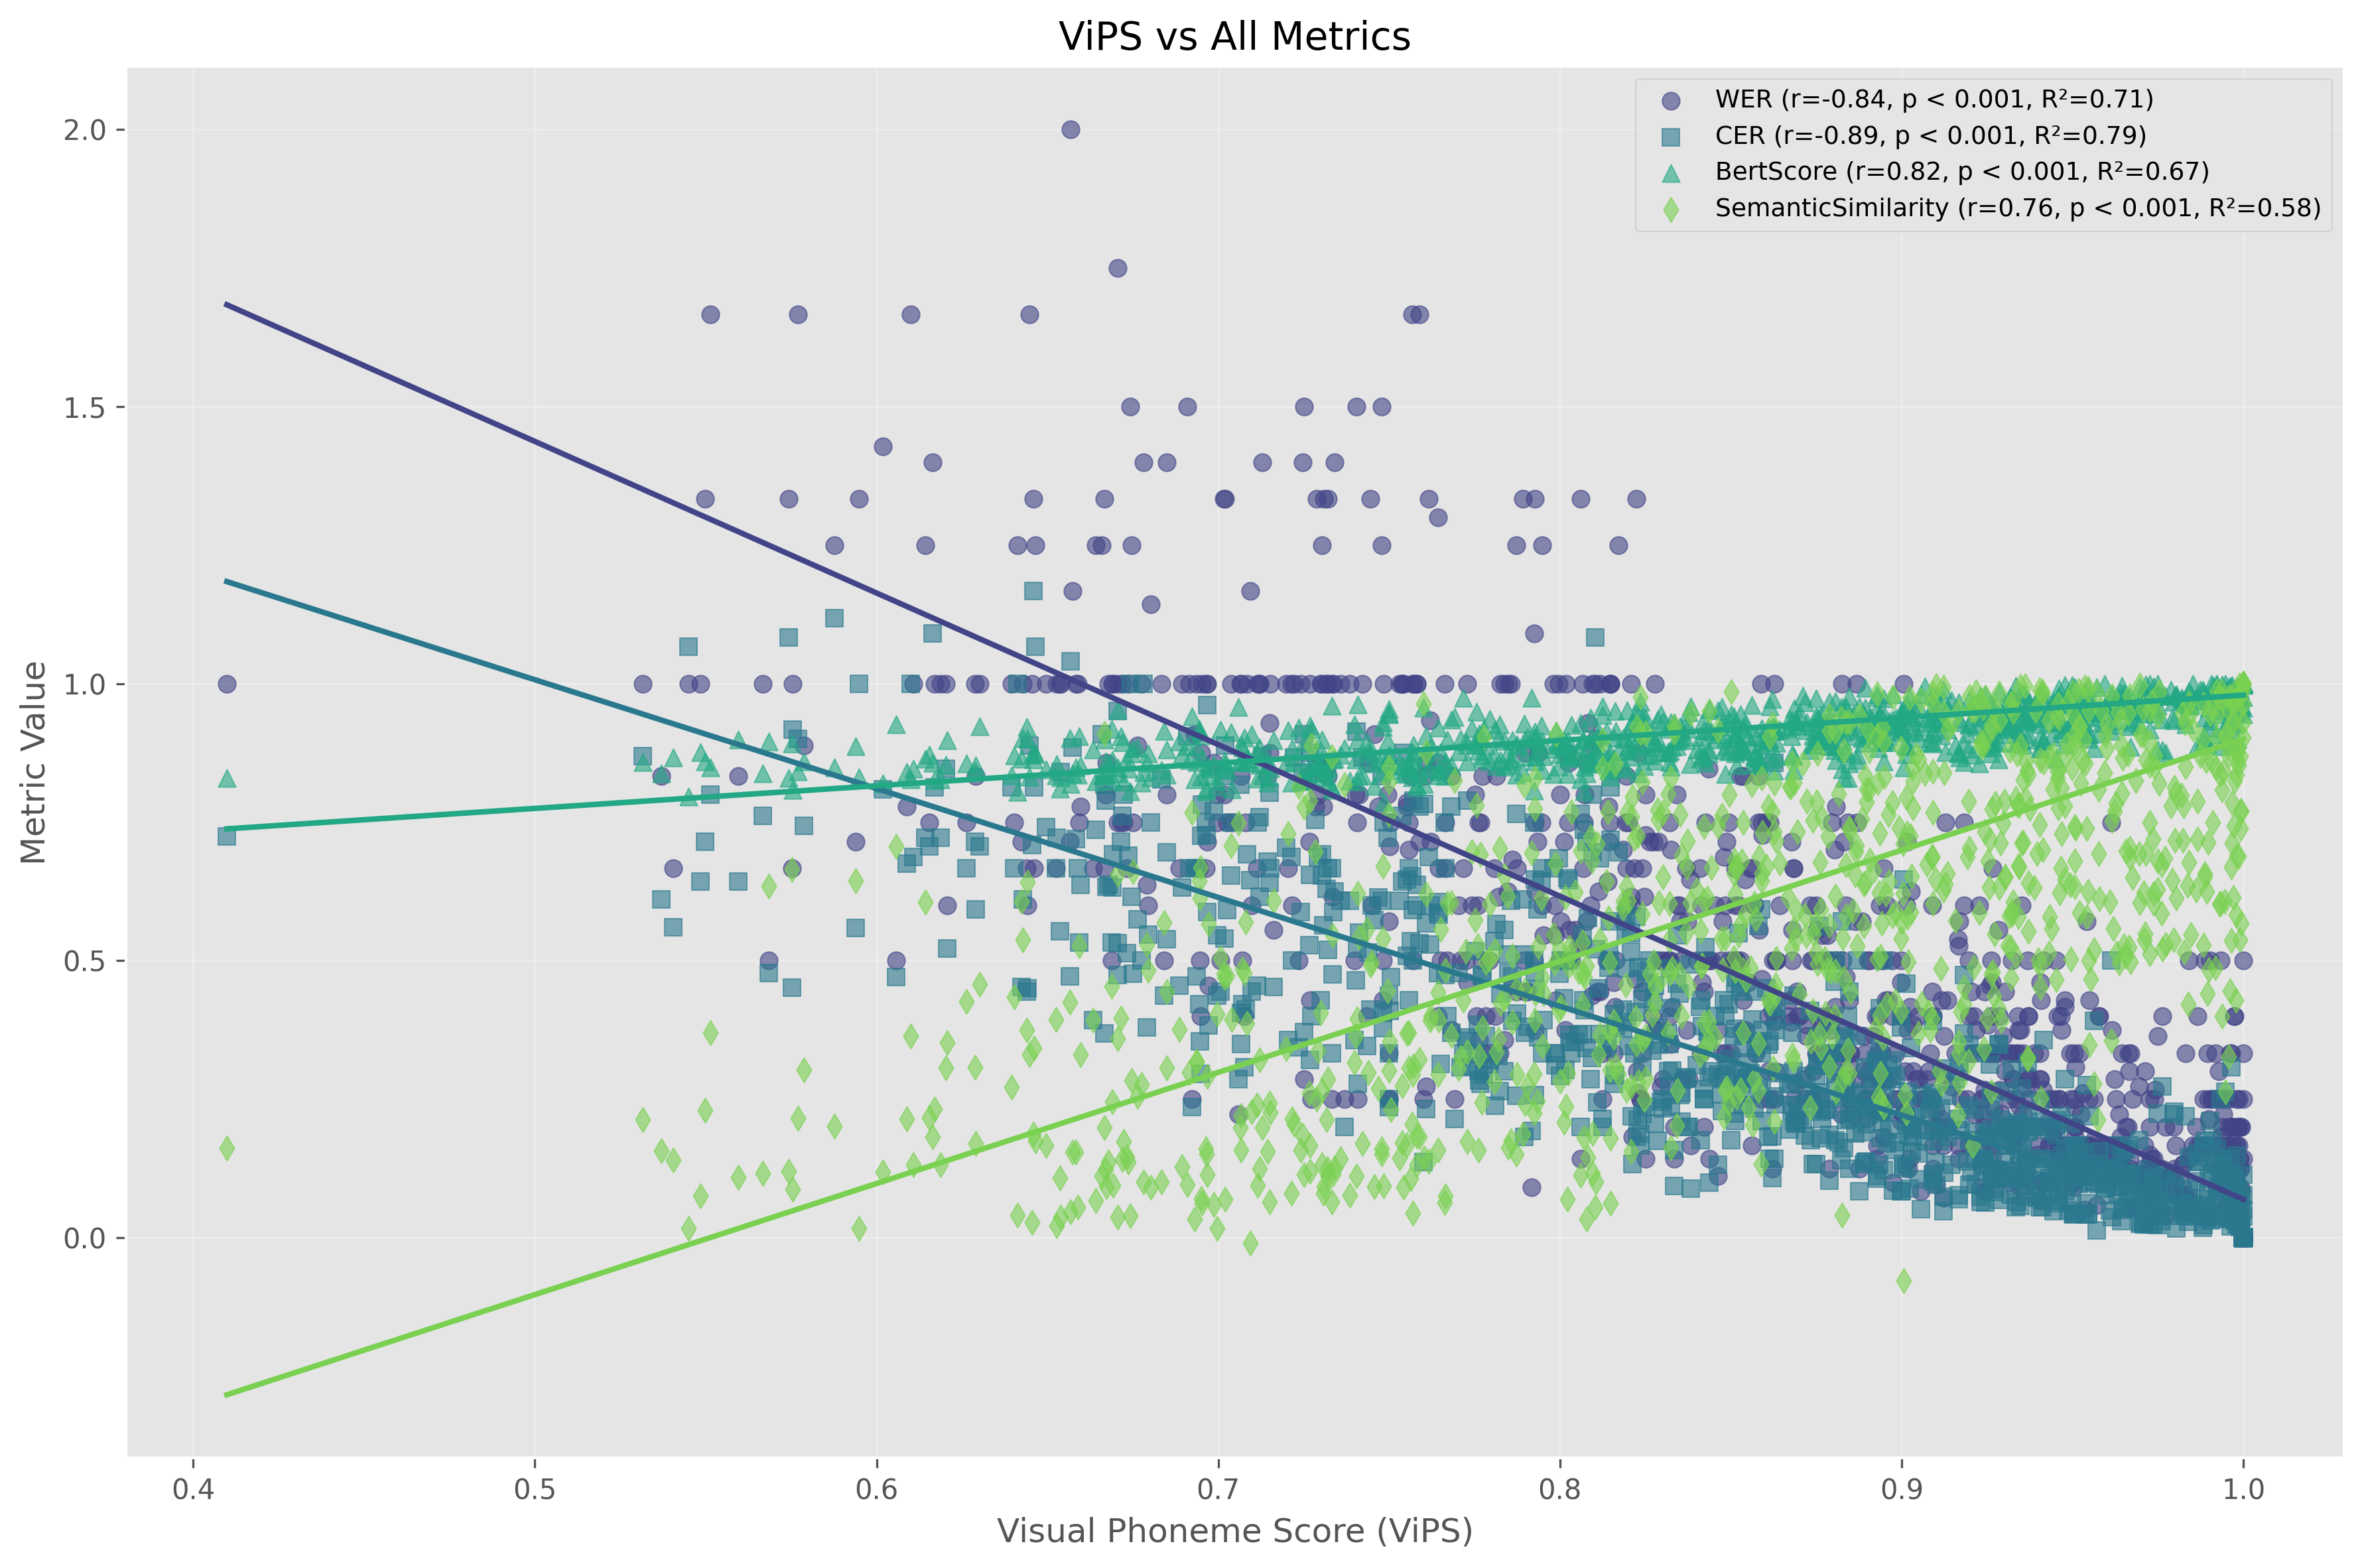 ViPS vs All Metrics
WER (r=-0.84, p < 0.001, R²=0.71)
CER (r=-0.89, p < 0.001, R²=0.79)
BertScore (r=0.82, p < 0.001, R²=0.67)
SemanticSimilarity (r=0.76, p < 0.001, R²=0.58)
Metric Value
2.0
1.5
1.0
0.5
0.0
0.4 0.5 0.6 0.7 0.8 0.9 1.0
Visual Phoneme Score (ViPS)